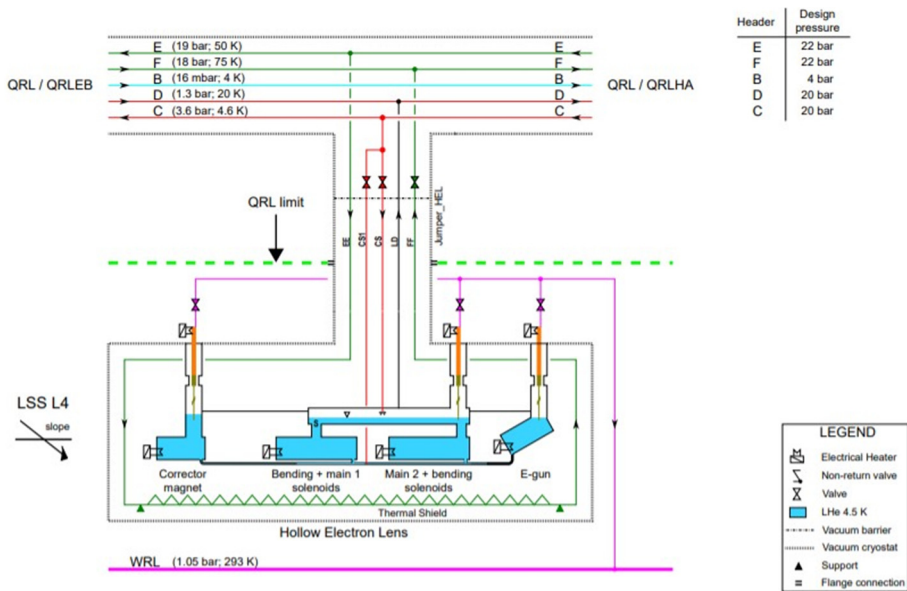 E (19 bar; 50 K) E
F (18 bar; 75 K) F
B (16 mbar; 4 K) B
D (1.3 bar; 20 K) D
C (3.6 bar; 4.6 K) C
QRL / QRLEB
QRL / QRLHA
Header Design pressure
E 22 bar
F 22 bar
B 4 bar
D 20 bar
C 20 bar
QRL limit
Jumper_HEL
EE
CS1
CS
LD
FF
LSS L4
slope
S
Corrector magnet
Bending + main 1 solenoids
Main 2 + bending solenoids
E-gun
Thermal Shield
Hollow Electron Lens
WRL (1.05 bar; 293 K)
LEGEND
Electrical Heater
Non-return valve
Valve
LHe 4.5 K
Vacuum barrier
Vacuum cryostat
Support
Flange connection